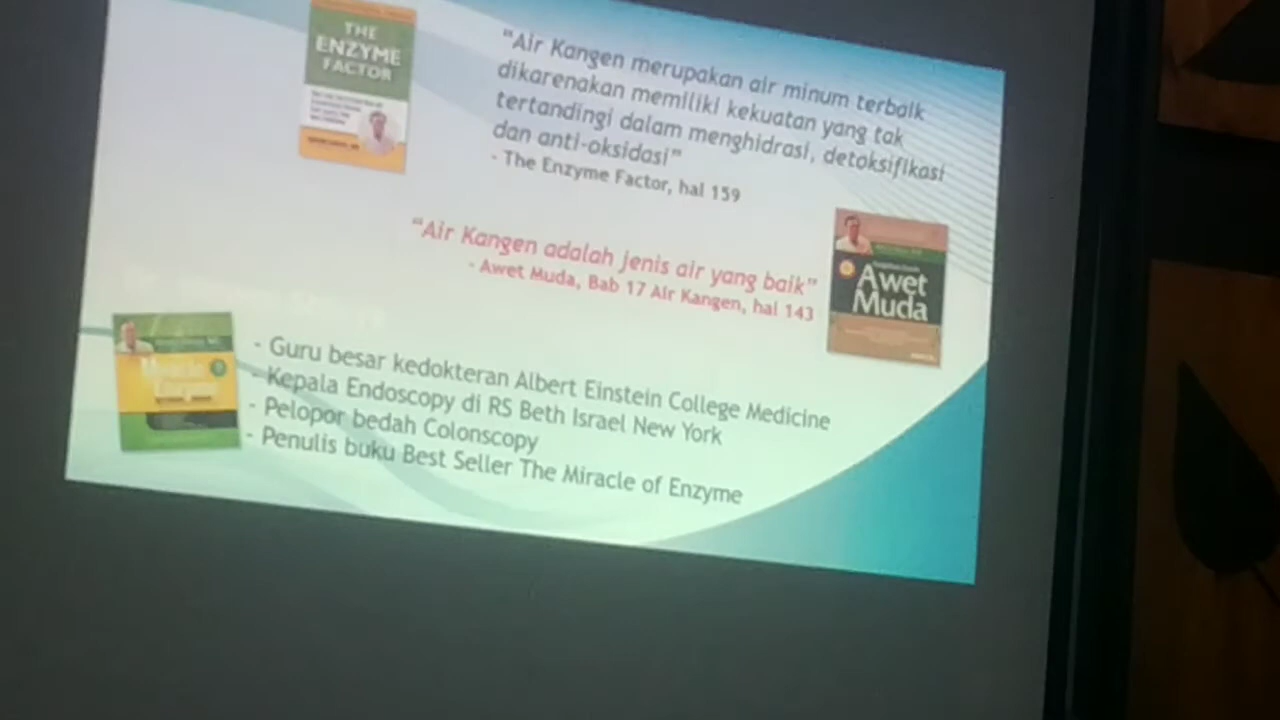 THE
ENZYME
FACTOR
"Air Kangen merupakan air minum terbaik
dikarenakan memiliki kekuatan yang tak
tertandingi dalam menghidrasi, detoksifikasi
dan anti-oksidasi"
- The Enzyme Factor, hal 159
"Air Kangen adalah jenis air yang baik"
- Awet Muda, Bab 17 Air Kangen, hal 143
Awet
Muda
- Guru besar kedokteran Albert Einstein College Medicine
- Kepala Endoscopy di RS Beth Israel New York
- Pelopor bedah Colonscopy
- Penulis buku Best Seller The Miracle of Enzyme